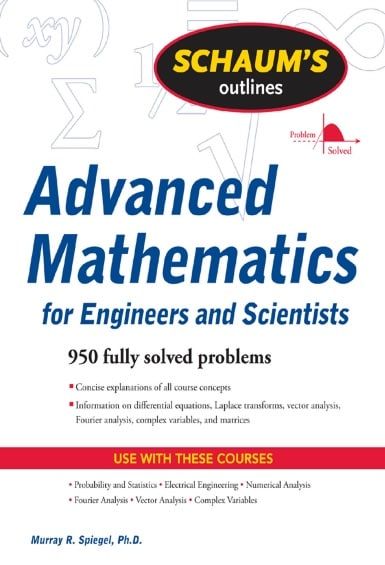 (xy)
SCHAUM'S
outlines
Problem
Solved
Advanced
Mathematics
for Engineers and Scientists
950 fully solved problems
▪ Concise explanations of all course concepts
▪ Information on differential equations, Laplace transforms, vector analysis,
Fourier analysis, complex variables, and matrices
USE WITH THESE COURSES
• Probability and Statistics • Electrical Engineering • Numerical Analysis
• Fourier Analysis • Vector Analysis • Complex Variables
Murray R. Spiegel, Ph.D.